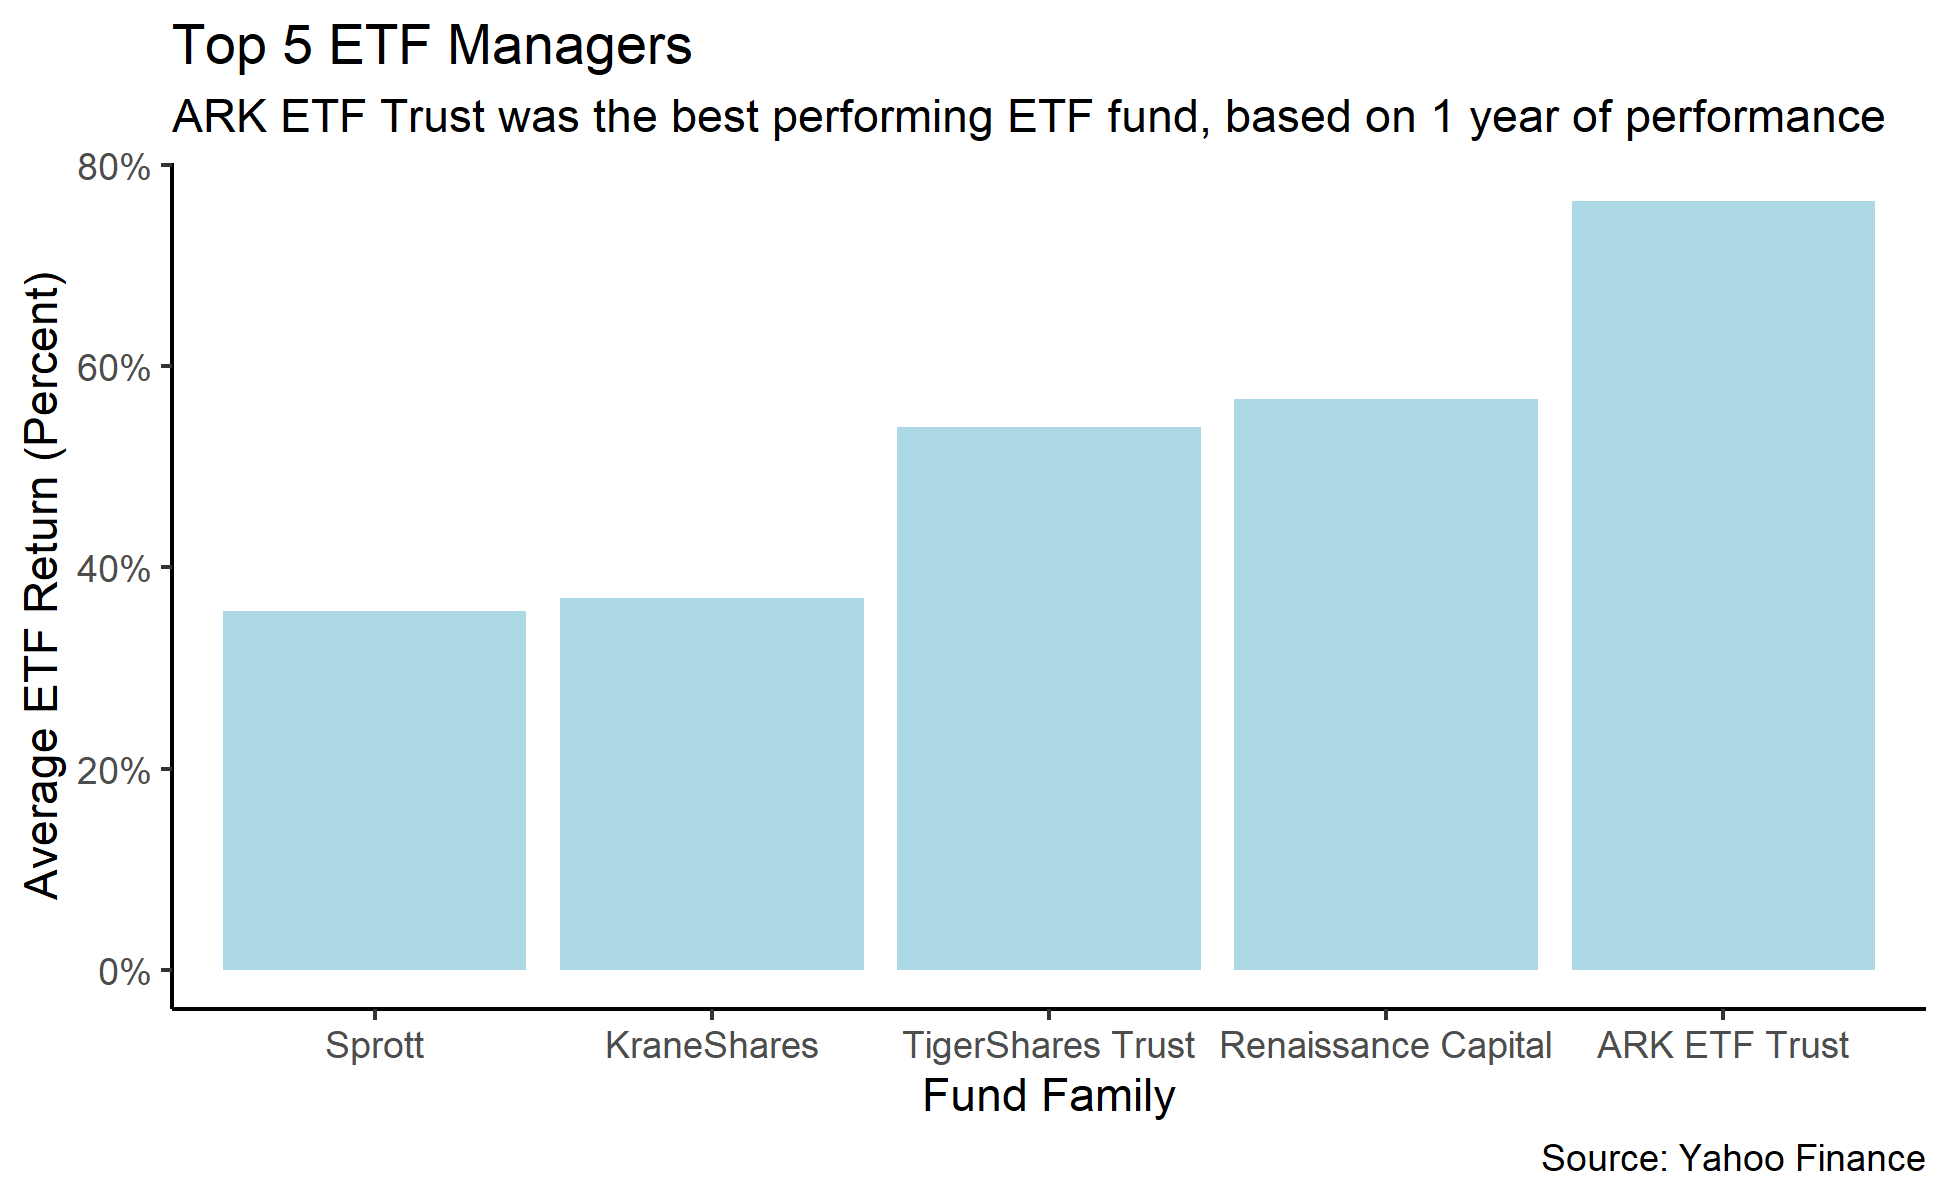 Top 5 ETF Managers
ARK ETF Trust was the best performing ETF fund, based on 1 year of performance
Average ETF Return (Percent)
80%
60%
40%
20%
0%
Sprott KraneShares TigerShares Trust Renaissance Capital ARK ETF Trust
Fund Family
Source: Yahoo Finance